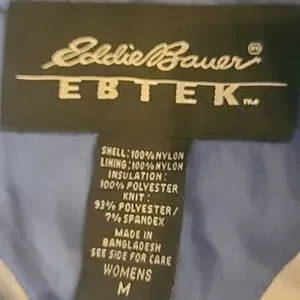 Eddie Bauer®
EBTEK™
SHELL: 100% NYLON
LINING: 100% NYLON
INSULATION:
100% POLYESTER
KNIT:
93% POLYESTER/
7% SPANDEX
MADE IN
BANGLADESH
SEE SIDE FOR CARE
WOMENS
M